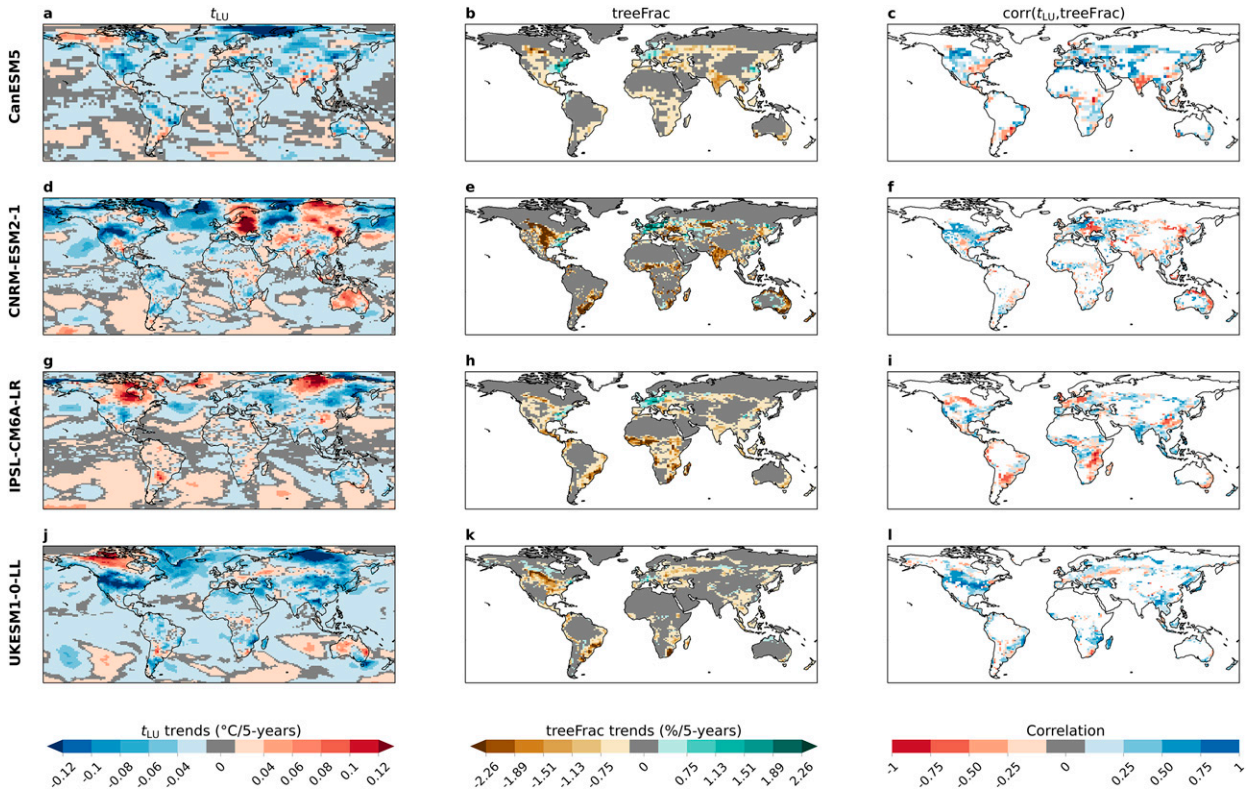 a t_LU b treeFrac c corr(t_LU,treeFrac)
CanESM5
d e f
CNRM-ESM2-1
g h i
IPSL-CM6A-LR
j k l
UKESM1-0-LL
t_LU trends (°C/5-years) treeFrac trends (%/5-years) Correlation
-0.12 -0.1 -0.08 -0.06 -0.04 0 0.04 0.06 0.08 0.1 0.12 -2.26 -1.89 -1.51 -1.13 -0.75 0 0.75 1.13 1.51 1.89 2.26 -1 -0.75 -0.50 -0.25 0 0.25 0.50 0.75 1